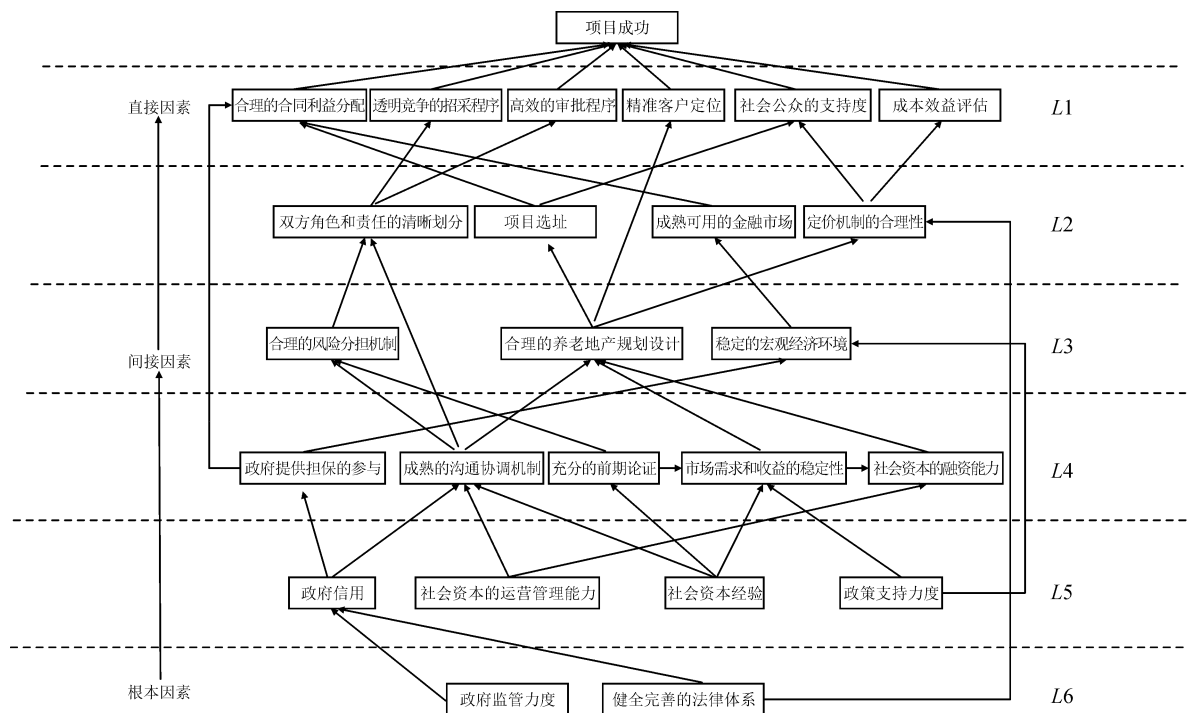 项目成功
直接因素
合理的合同利益分配
透明竞争的招采程序
高效的审批程序
精准客户定位
社会公众的支持度
成本效益评估
L1
双方角色和责任的清晰划分
项目选址
成熟可用的金融市场
定价机制的合理性
L2
间接因素
合理的风险分担机制
合理的养老地产规划设计
稳定的宏观经济环境
L3
政府提供担保的参与
成熟的沟通协调机制
充分的前期论证
市场需求和收益的稳定性
社会资本的融资能力
L4
政府信用
社会资本的运营管理能力
社会资本经验
政策支持力度
L5
根本因素
政府监管力度
健全完善的法律体系
L6